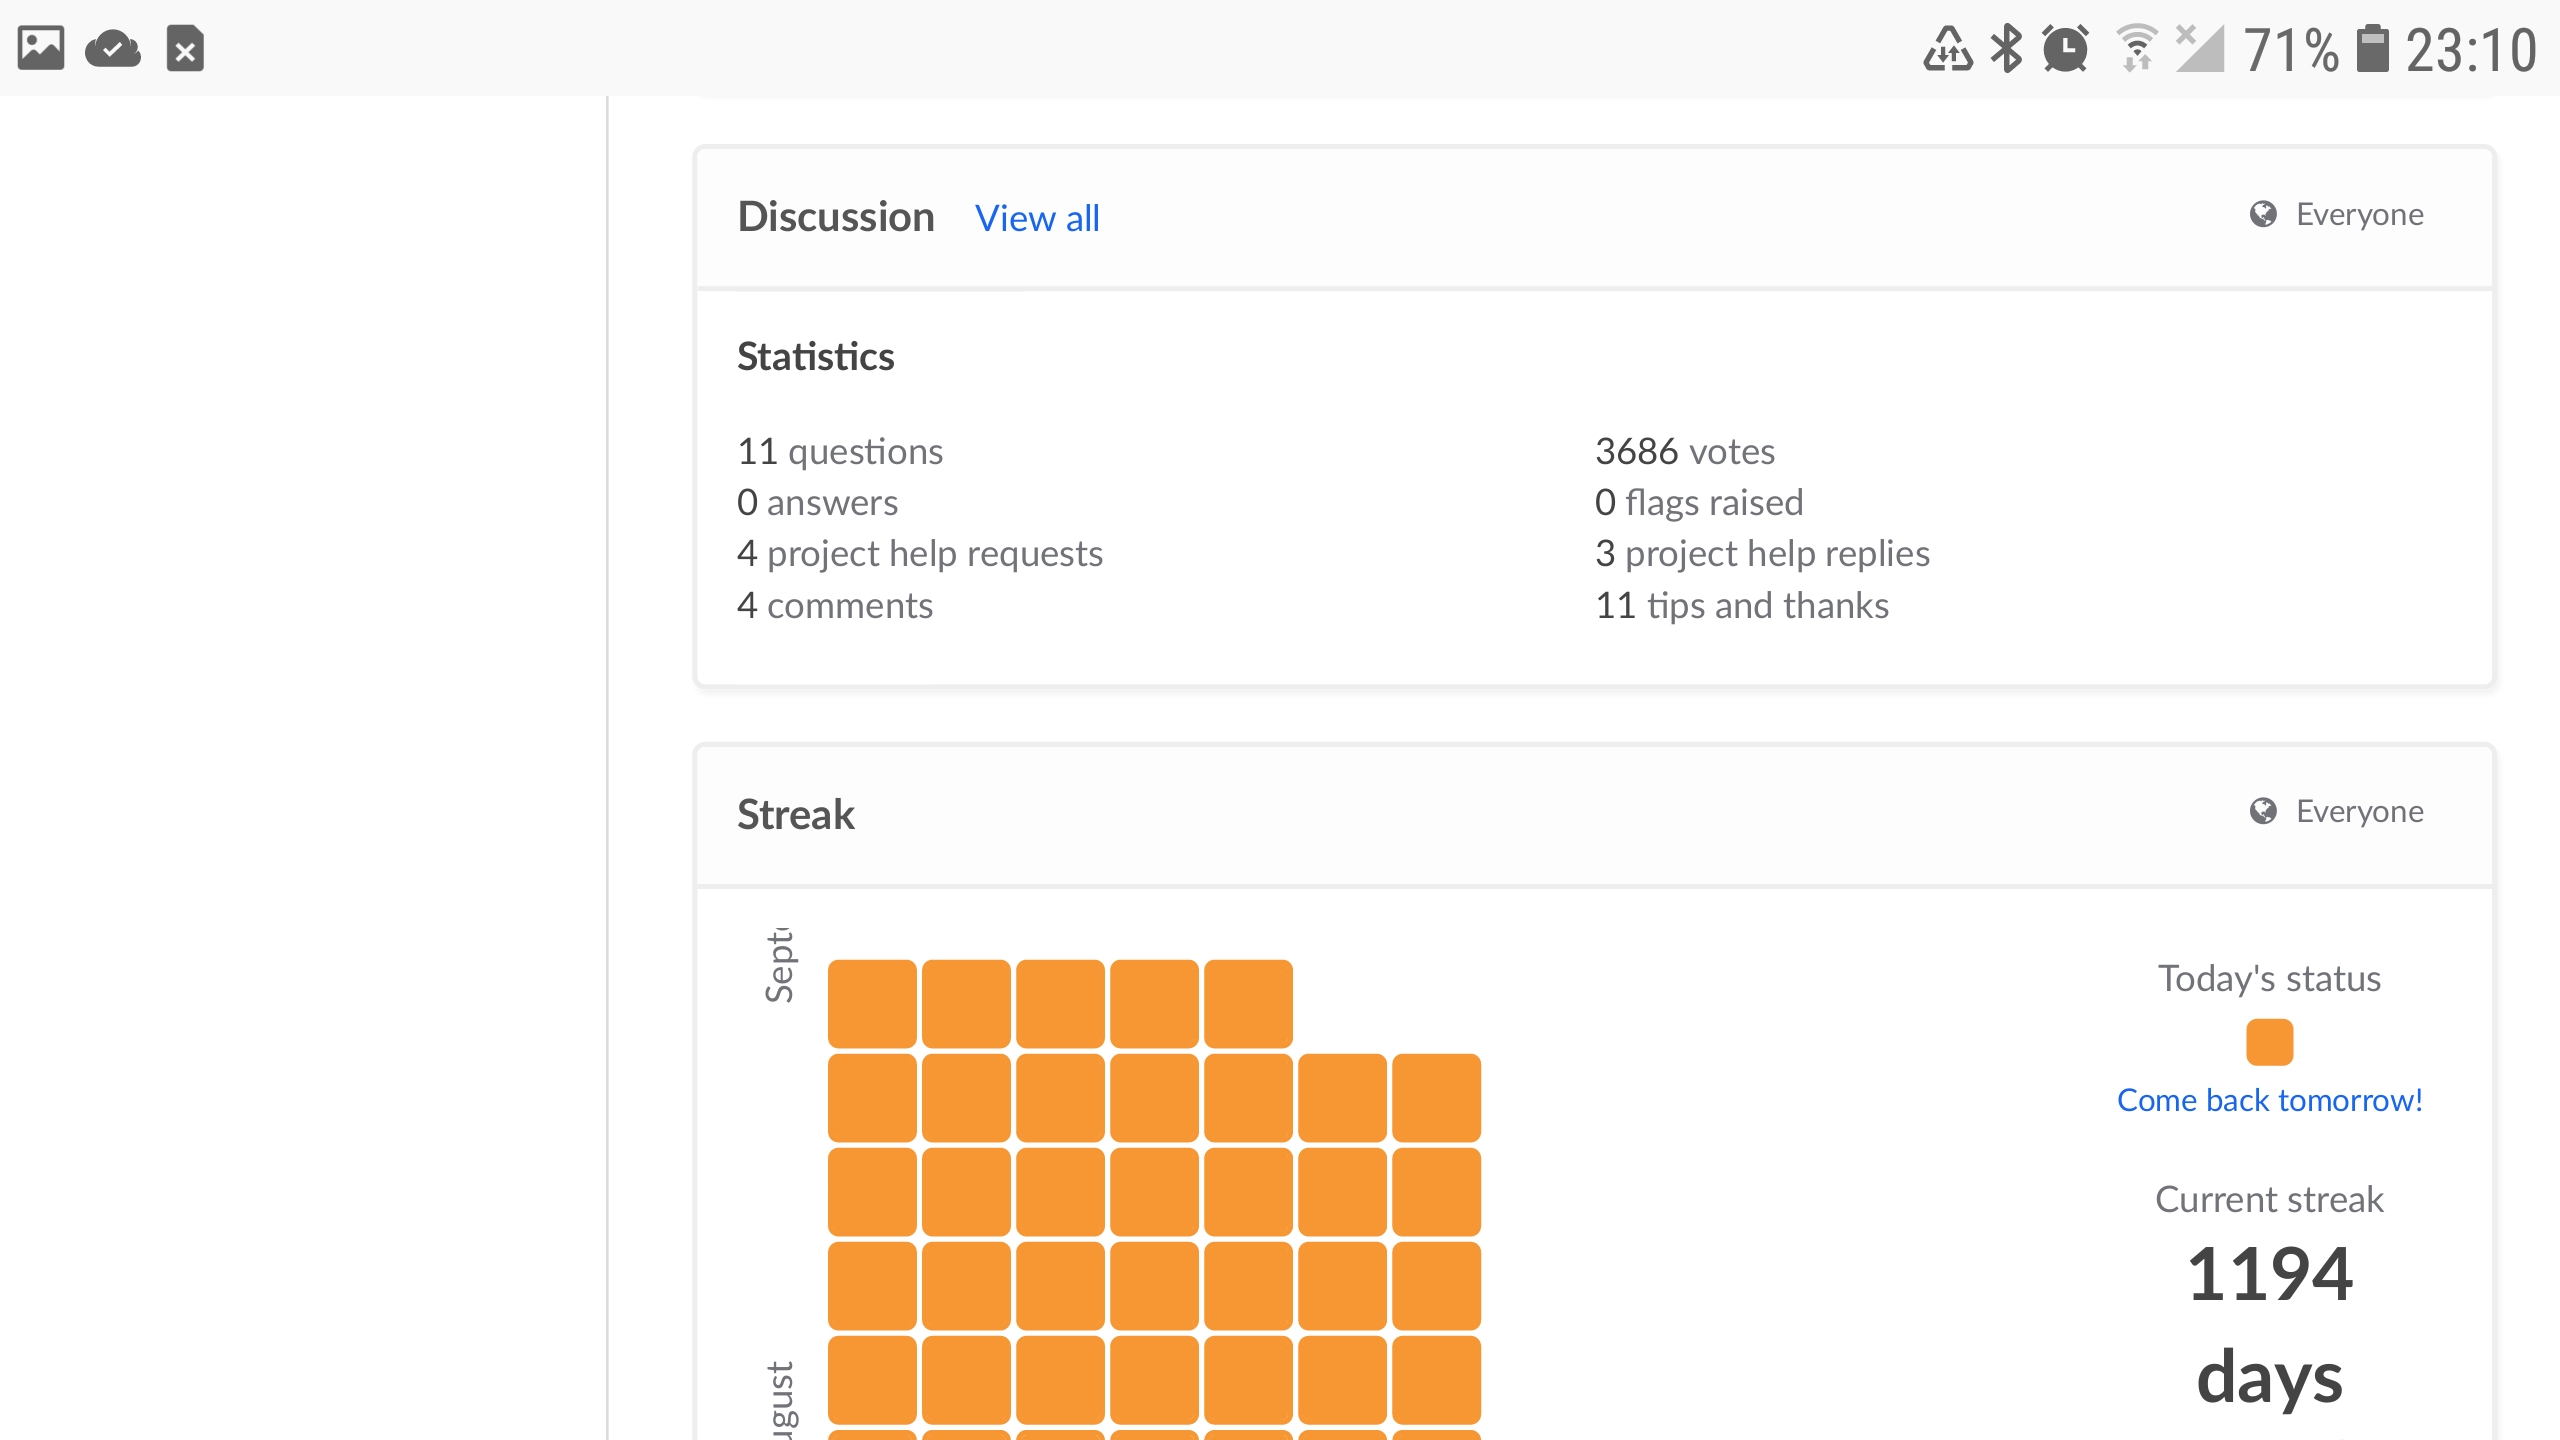 71% 23:10
Discussion View all Everyone
Statistics
11 questions
0 answers
4 project help requests
4 comments
3686 votes
0 flags raised
3 project help replies
11 tips and thanks
Streak Everyone
Sept
Today's status
Come back tomorrow!
Current streak
1194
days
ugust